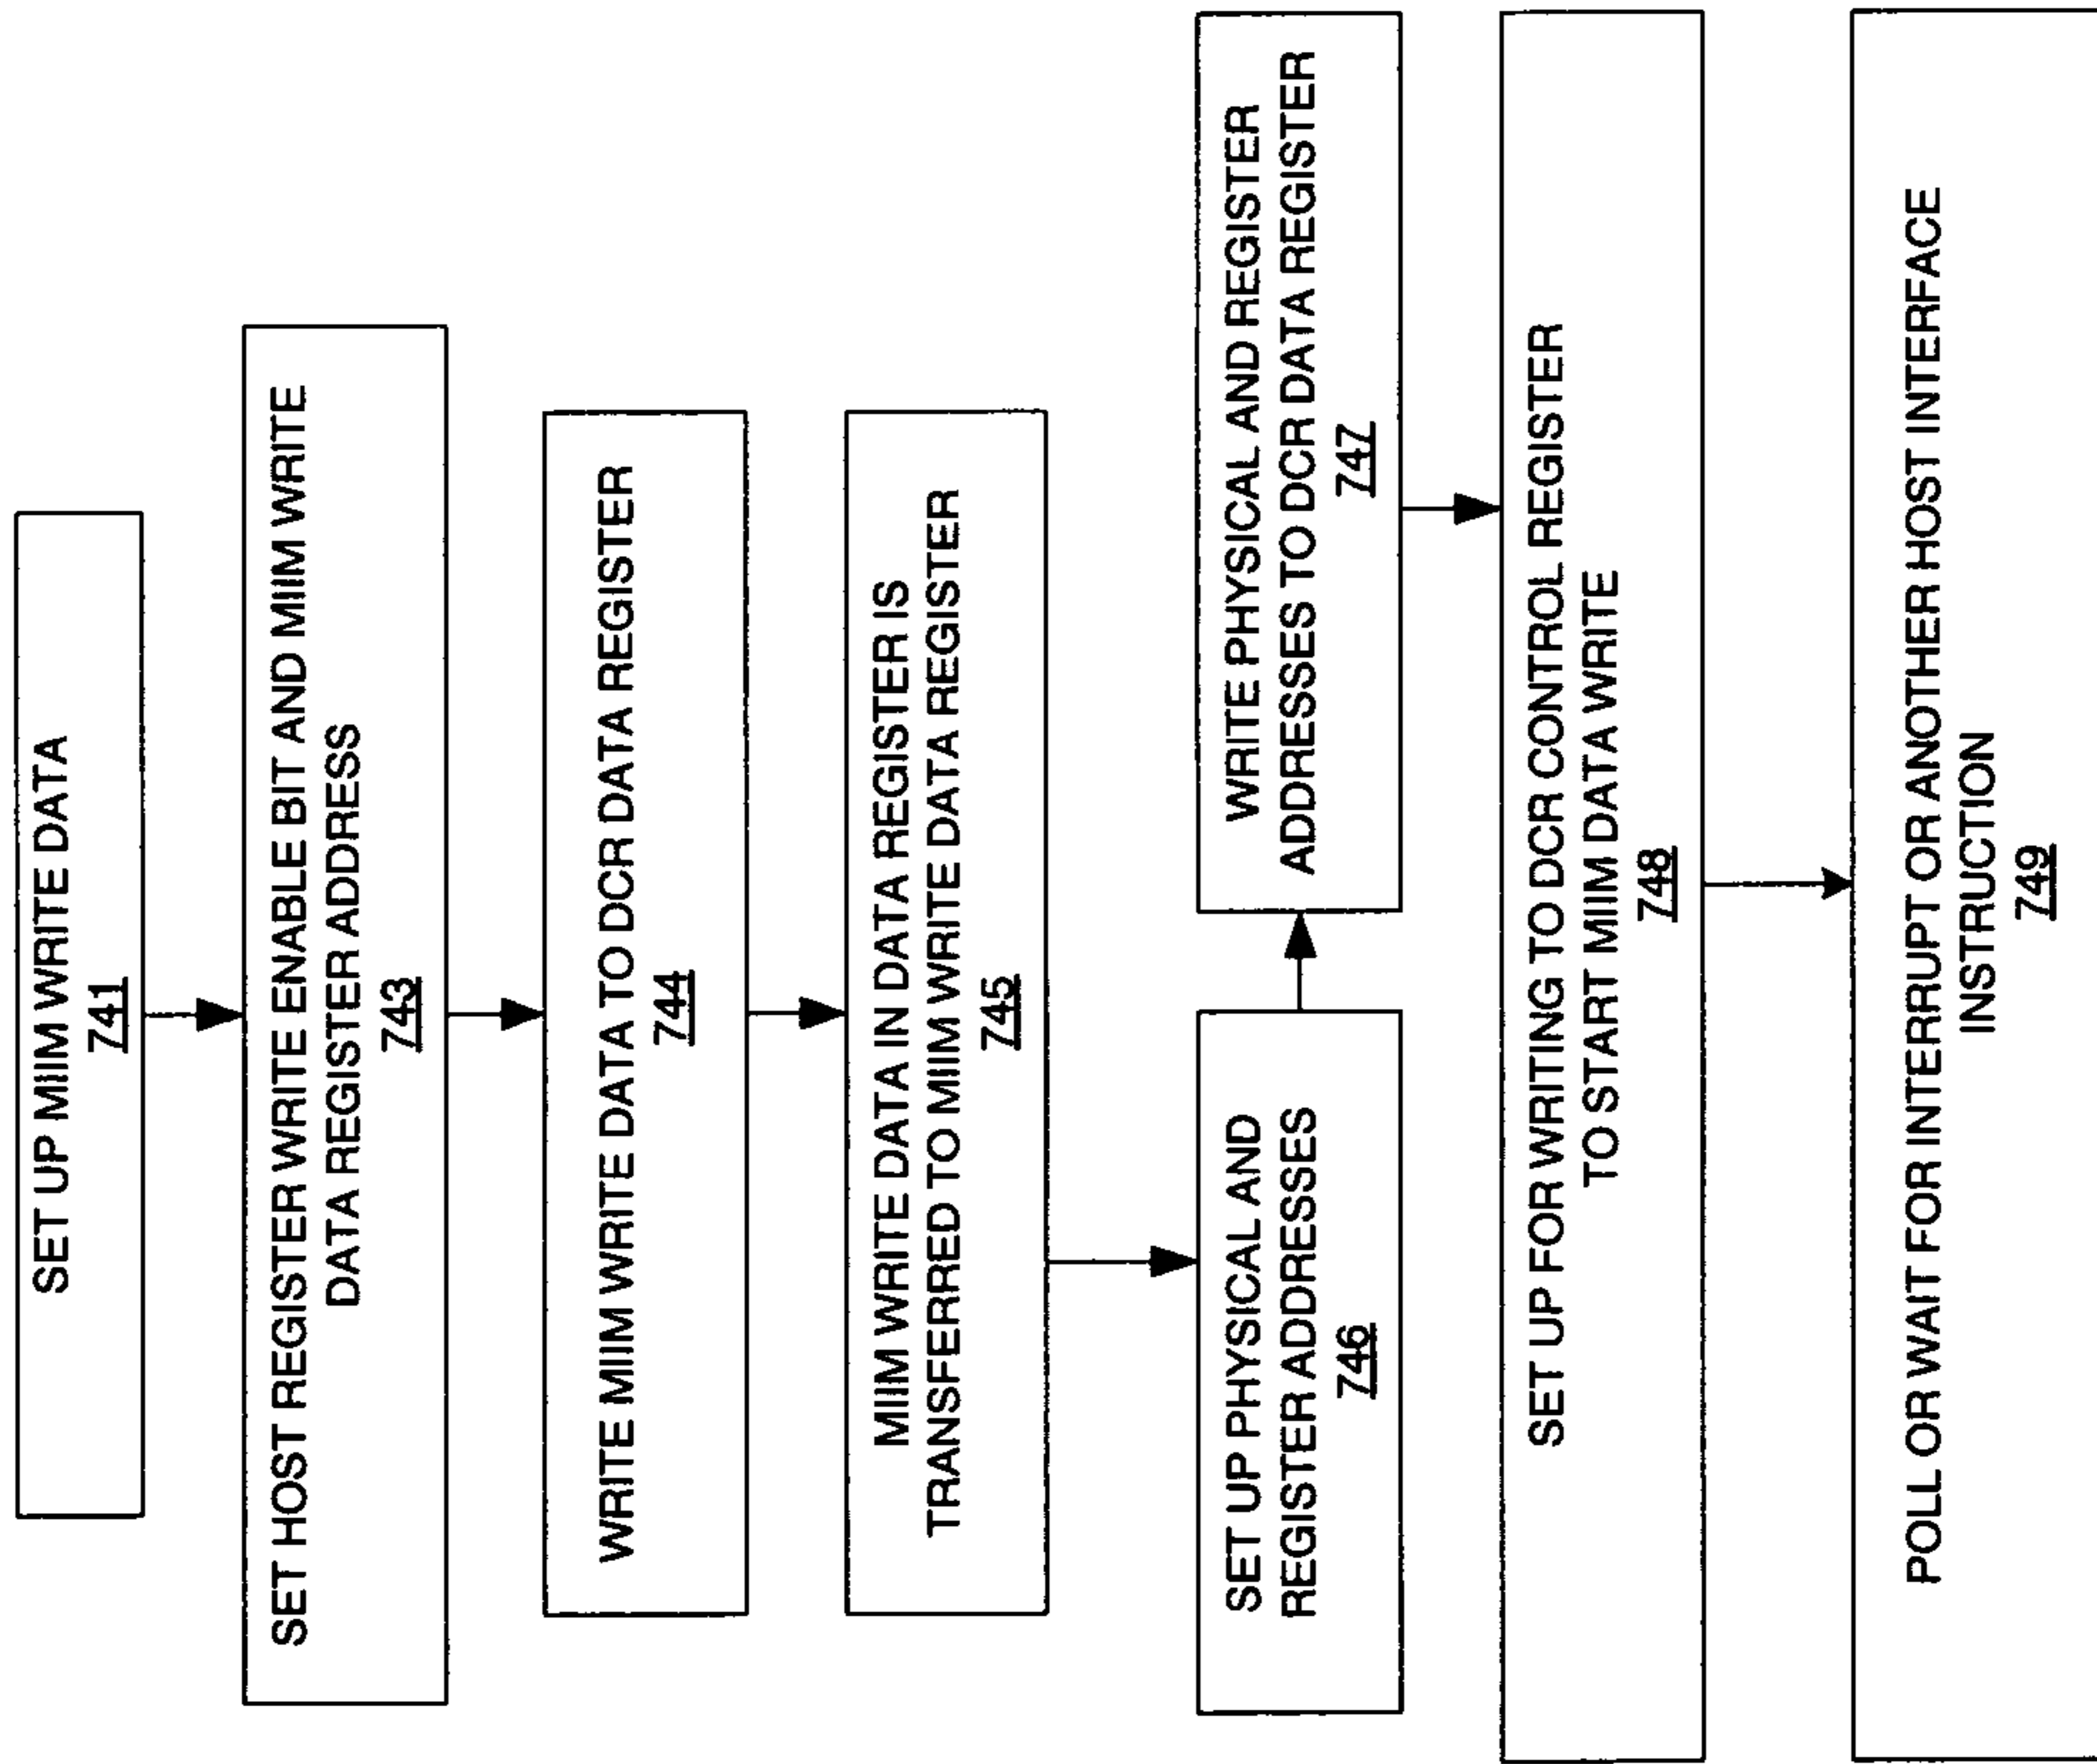 SET UP MIIM WRITE DATA
741
SET HOST REGISTER WRITE ENABLE BIT AND MIIM WRITE
DATA REGISTER ADDRESS
743
WRITE MIIM WRITE DATA TO DCR DATA REGISTER
744
MIIM WRITE DATA IN DATA REGISTER IS
TRANSFERRED TO MIIM WRITE DATA REGISTER
745
SET UP PHYSICAL AND
REGISTER ADDRESSES
746
WRITE PHYSICAL AND REGISTER
ADDRESSES TO DCR DATA REGISTER
747
SET UP FOR WRITING TO DCR CONTROL REGISTER
TO START MIIM DATA WRITE
748
POLL OR WAIT FOR INTERRUPT OR ANOTHER HOST INTERFACE
INSTRUCTION
749